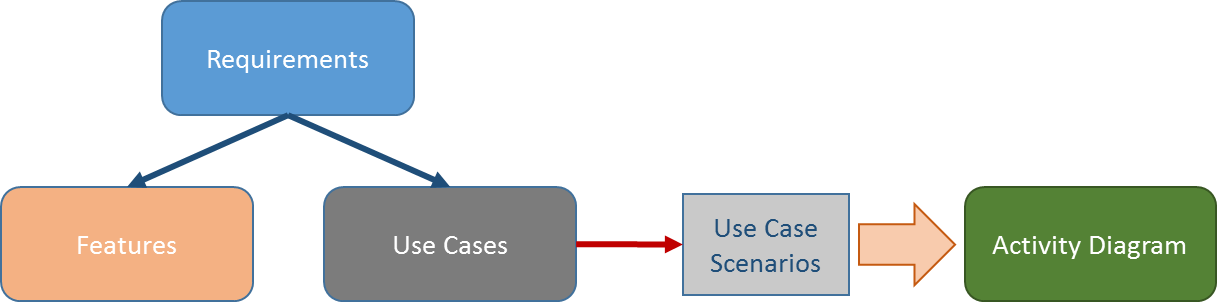 Requirements
Features
Use Cases
Use Case
Scenarios
Activity Diagram